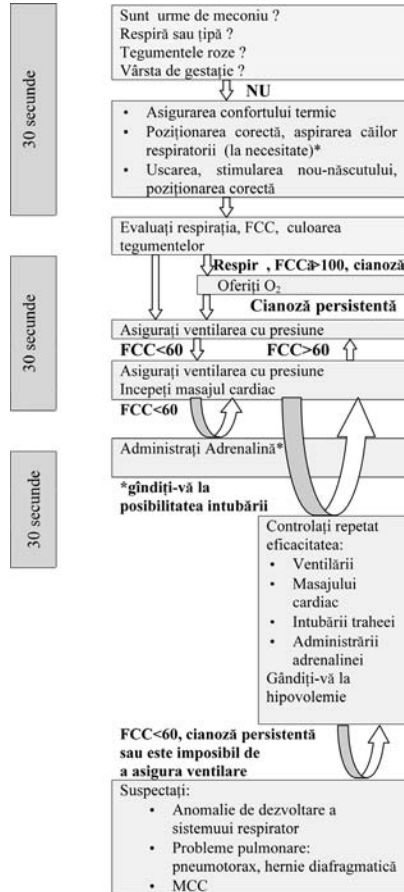 30 secunde
Sunt urme de meconiu ?
Respiră sau țipă ?
Tegumentele roze ?
Vârsta de gestație ?
NU
• Asigurarea confortului termic
• Poziționarea corectă, aspirarea căilor
respiratorii (la necesitate)*
• Uscarea, stimularea nou-născutului,
poziționarea corectă
Evaluați respirația, FCC, culoarea
tegumentelor
30 secunde
Respir , FCCă>100, cianoză
Oferiți O₂
Cianoză persistentă
Asigurați ventilarea cu presiune
FCC<60 FCC>60
Asigurați ventilarea cu presiune
Incepeți masajul cardiac
FCC<60
30 secunde
Administrați Adrenalină*
*gîndiți-vă la
posibilitatea intubării
Controlați repetat
eficacitatea:
• Ventilării
• Masajului
cardiac
• Intubării traheei
• Administrării
adrenalinei
Gândiți-vă la
hipovolemie
FCC<60, cianoză persistentă
sau este imposibil de
a asigura ventilare
Suspectați:
• Anomalie de dezvoltare a
sistemuui respirator
• Probleme pulmonare:
pneumotorax, hernie diafragmatică
• MCC